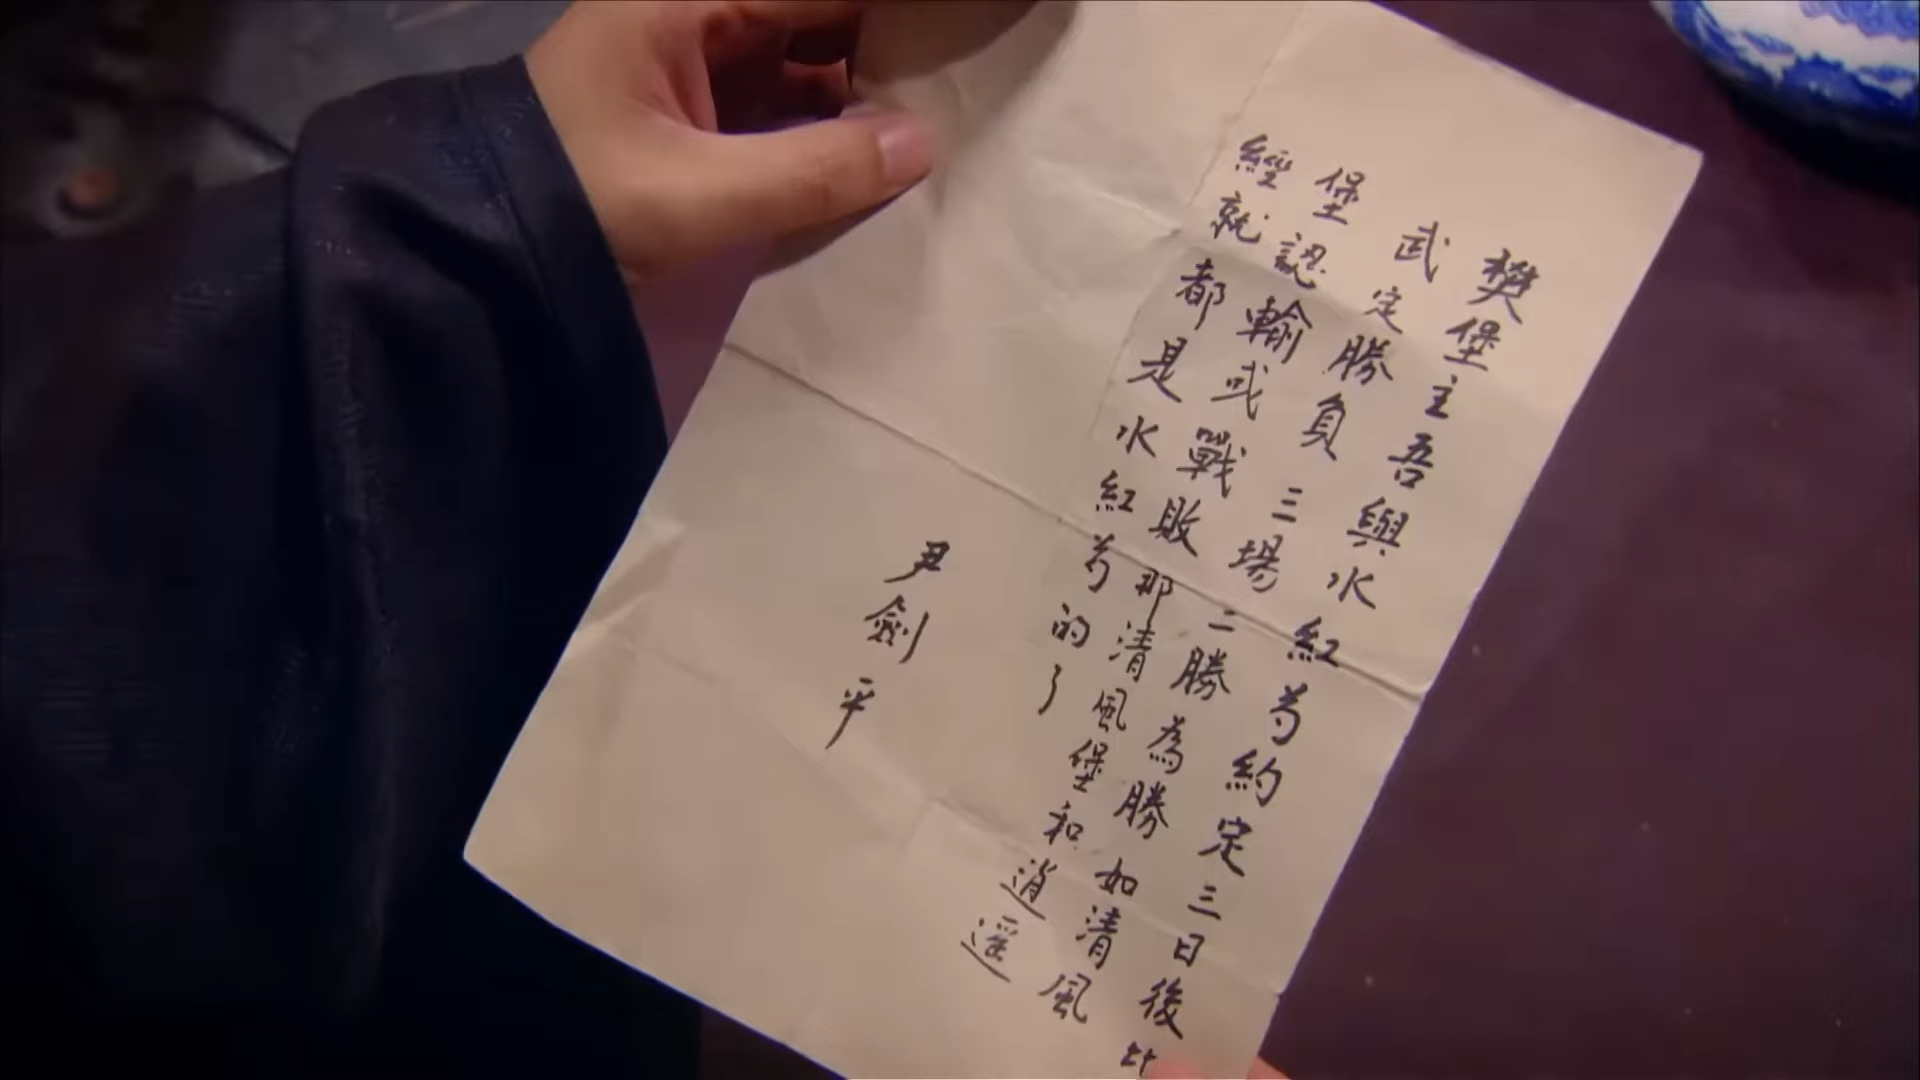 樊堡主吾與水紅芍約定三日後比
武定勝負三場二勝為勝如清風
堡認輸或戰敗那清風堡和逍遙
經就都是水紅芍的了
尹劍平